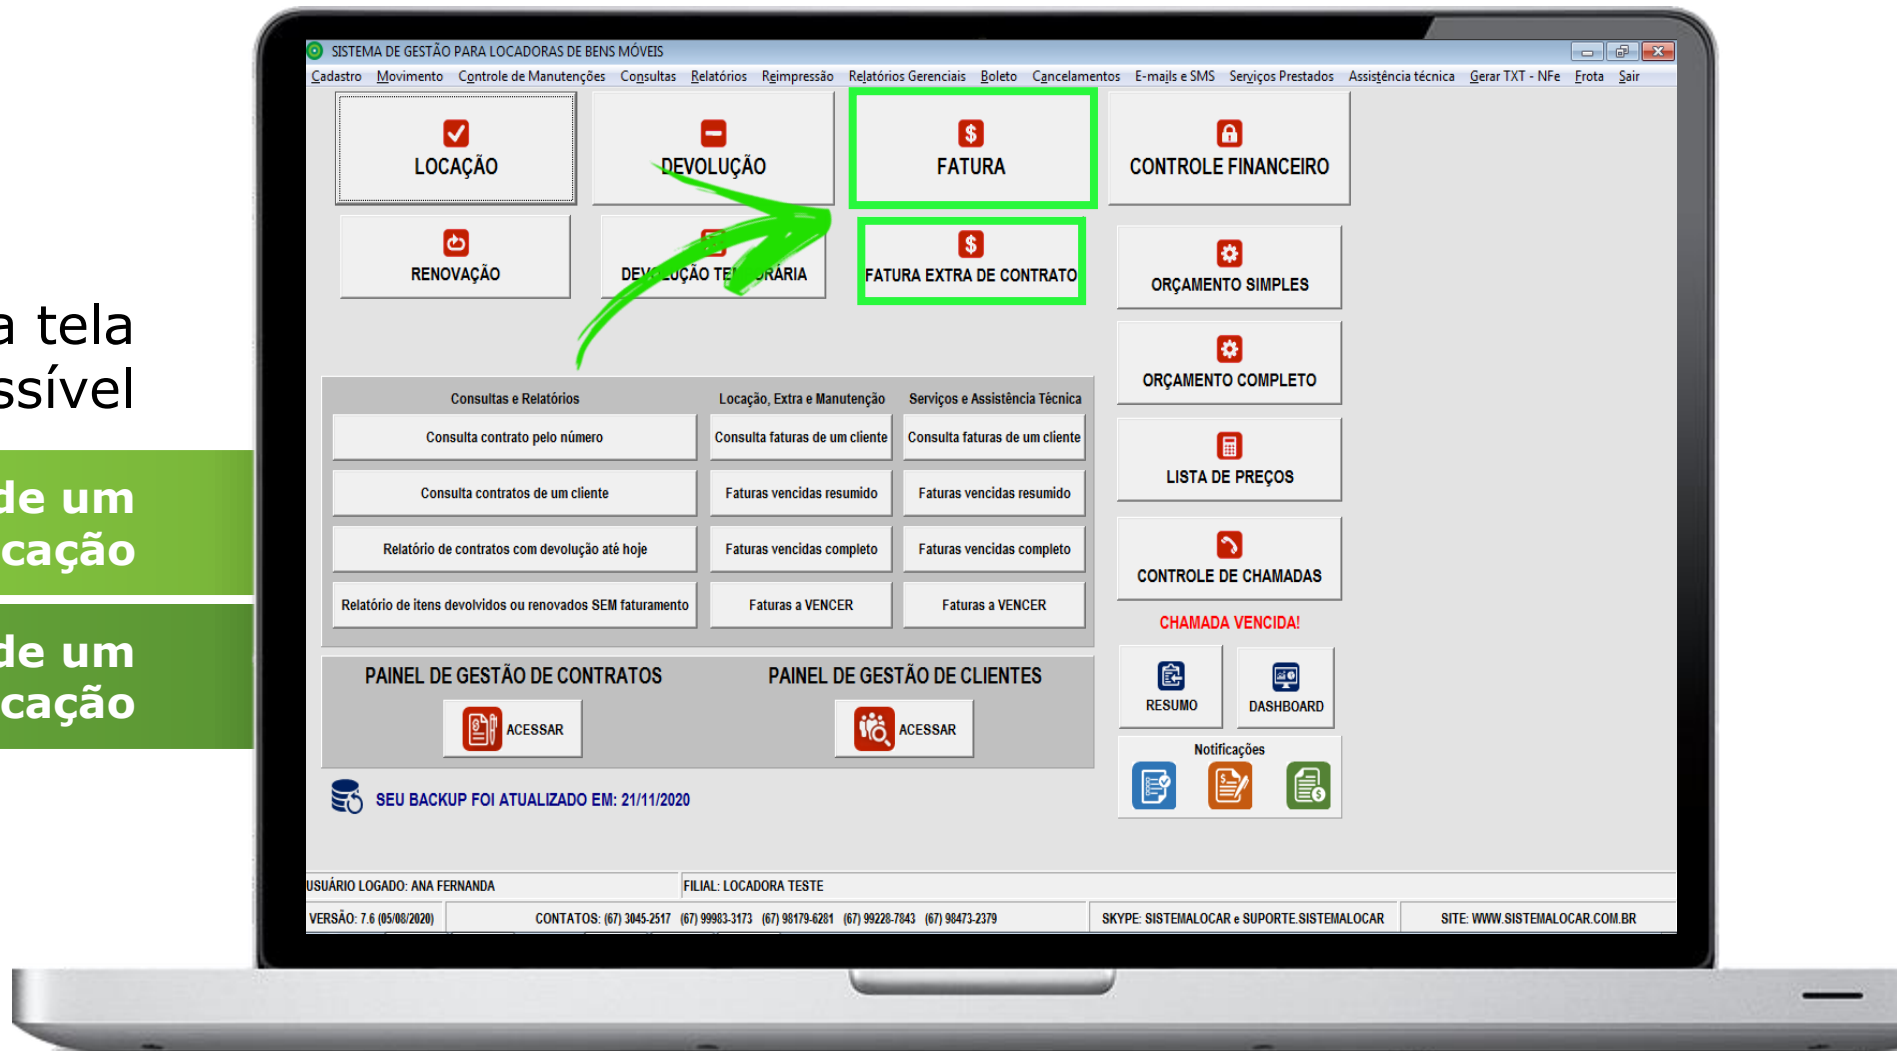 a tela
ssível
de um
cação
de um
cação
SISTEMA DE GESTÃO PARA LOCADORAS DE BENS MÓVEIS
Cadastro Movimento Controle de Manutenções Consultas Relatórios Reimpressão Relatórios Gerenciais Boleto Cancelamentos E-mails e SMS Serviços Prestados Assistência técnica Gerar TXT - NFe Frota Sair
LOCAÇÃO
DEVOLUÇÃO
FATURA
CONTROLE FINANCEIRO
RENOVAÇÃO
DEVOLUÇÃO TEMPORÁRIA
FATURA EXTRA DE CONTRATO
ORÇAMENTO SIMPLES
ORÇAMENTO COMPLETO
LISTA DE PREÇOS
CONTROLE DE CHAMADAS
CHAMADA VENCIDA!
Consultas e Relatórios
Consulta contrato pelo número
Consulta contratos de um cliente
Relatório de contratos com devolução até hoje
Relatório de itens devolvidos ou renovados SEM faturamento
Locação, Extra e Manutenção
Consulta faturas de um cliente
Faturas vencidas resumido
Faturas vencidas completo
Faturas a VENCER
Serviços e Assistência Técnica
Consulta faturas de um cliente
Faturas vencidas resumido
Faturas vencidas completo
Faturas a VENCER
PAINEL DE GESTÃO DE CONTRATOS
ACESSAR
PAINEL DE GESTÃO DE CLIENTES
ACESSAR
RESUMO
DASHBOARD
Notificações
SEU BACKUP FOI ATUALIZADO EM: 21/11/2020
USUÁRIO LOGADO: ANA FERNANDA
FILIAL: LOCADORA TESTE
VERSÃO: 7.6 (05/08/2020)
CONTATOS: (67) 3045-2517 (67) 99983-3173 (67) 98179-6281 (67) 99228-7843 (67) 98473-2379
SKYPE: SISTEMALOCAR e SUPORTE.SISTEMALOCAR
SITE: WWW.SISTEMALOCAR.COM.BR